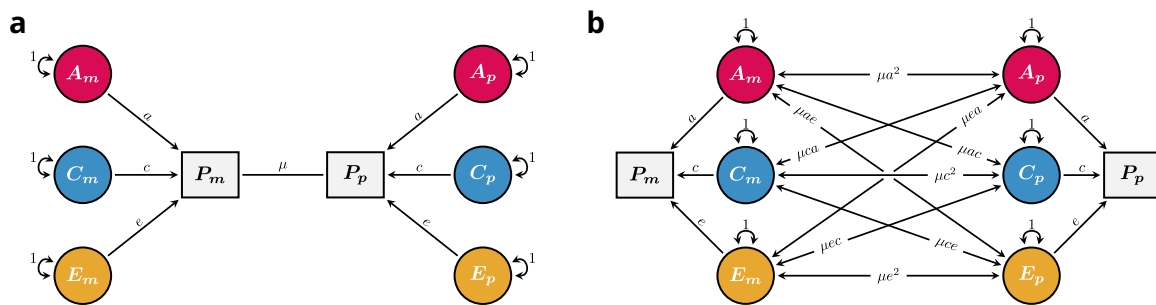 a
1 A_m A_p 1
a a
1 C_m c P_m μ P_p c C_p 1
e e
1 E_m E_p 1
b
1 1
A_m μa² A_p
a μae μea a
1 μca μac 1
P_m c C_m μc² C_p c P_p
e 1 μec μce 1 e
E_m μe² E_p